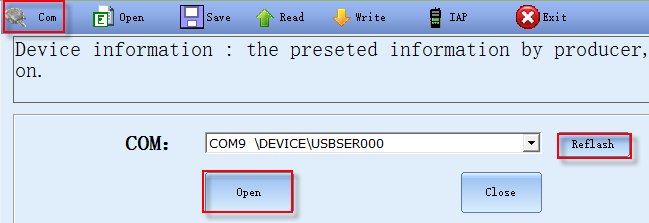 Com Open Save Read Write IAP Exit
Device information : the preseted information by producer,
on.
COM: COM9 \DEVICE\USBSER000 Reflash
Open Close